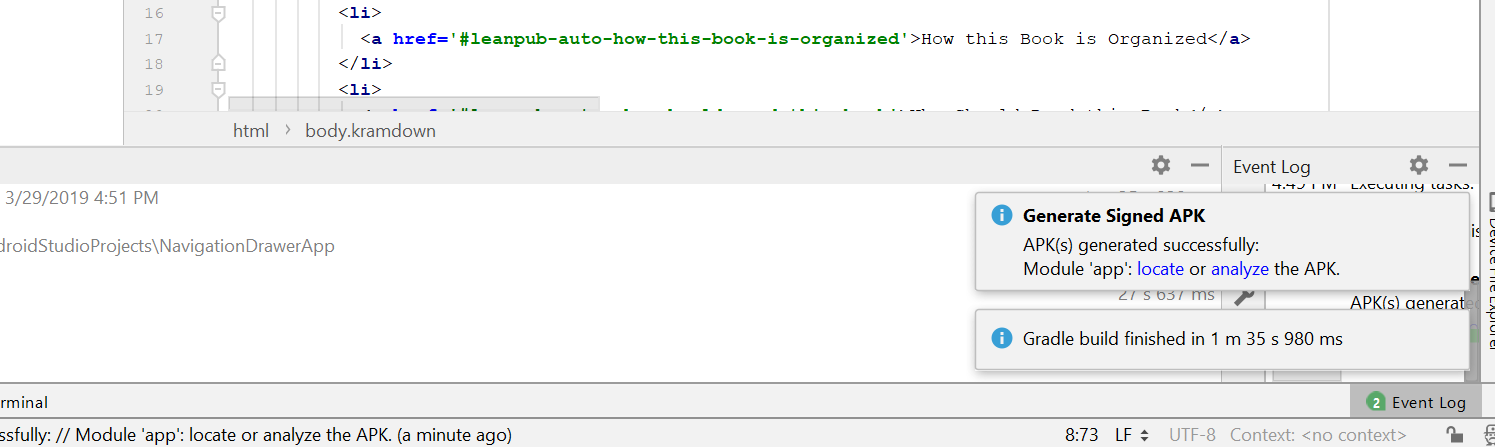 16 <li>
17 <a href='#leanpub-auto-how-this-book-is-organized'>How this Book is Organized</a>
18 </li>
19 <li>
html › body.kramdown
Event Log
3/29/2019 4:51 PM
4:49 PM Executing tasks:
Generate Signed APK
APK(s) generated successfully:
Module 'app': locate or analyze the APK.
droidStudioProjects\NavigationDrawerApp
Device File Explorer
27 s 637 ms
APK(s) generated
Gradle build finished in 1 m 35 s 980 ms
rminal
2 Event Log
ssfully: // Module 'app': locate or analyze the APK. (a minute ago)
8:73 LF UTF-8 Context: <no context>